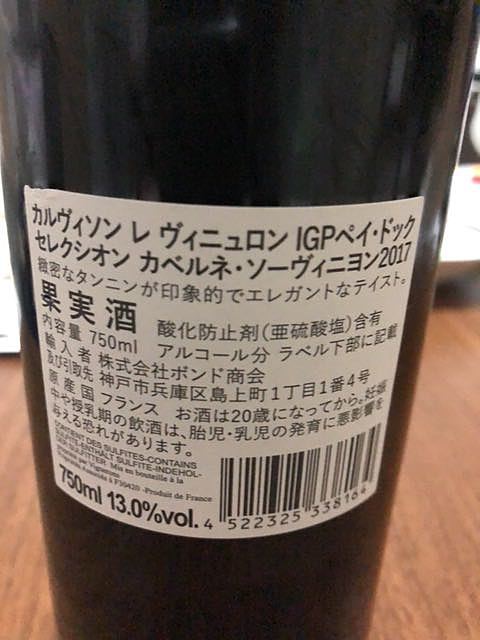 カルヴィソン レ ヴィニュロン IGPペイ・ドック
セレクシオン カベルネ・ソーヴィニヨン2017
緻密なタンニンが印象的でエレガントなテイスト。
果実酒 酸化防止剤(亜硫酸塩)含有
内容量 750ml アルコール分 ラベル下部に記載
輸入者 株式会社ボンド商会
及び引取先 神戸市兵庫区島上町1丁目1番4号
原産国 フランス お酒は20歳になってから。妊娠
中や授乳期の飲酒は、胎児・乳児の発育に悪影響を
与える恐れがあります。
CONTENT DES SULFITES-CONTAINS
SULFITE Mis en bouteille à la
à F30420 -Produit de France
750ml 13.0%vol.
4 522325 338164